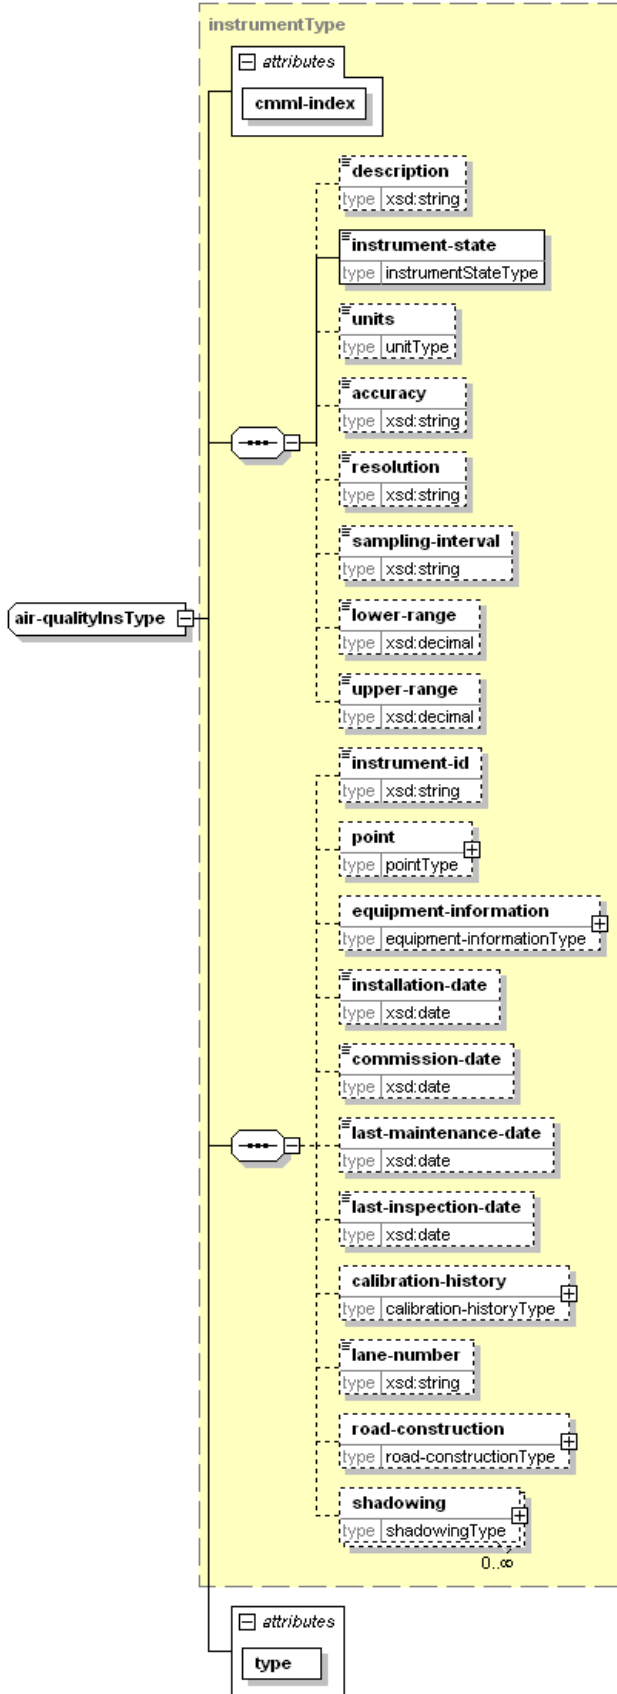 instrumentType
attributes
cmml-index
description
type xsd:string
instrument-state
type instrumentStateType
units
type unitType
accuracy
type xsd:string
resolution
type xsd:string
sampling-interval
type xsd:string
air-qualityInsType
lower-range
type xsd:decimal
upper-range
type xsd:decimal
instrument-id
type xsd:string
point
type pointType
equipment-information
type equipment-informationType
installation-date
type xsd:date
commission-date
type xsd:date
last-maintenance-date
type xsd:date
last-inspection-date
type xsd:date
calibration-history
type calibration-historyType
lane-number
type xsd:string
road-construction
type road-constructionType
shadowing
type shadowingType
0..∞
attributes
type